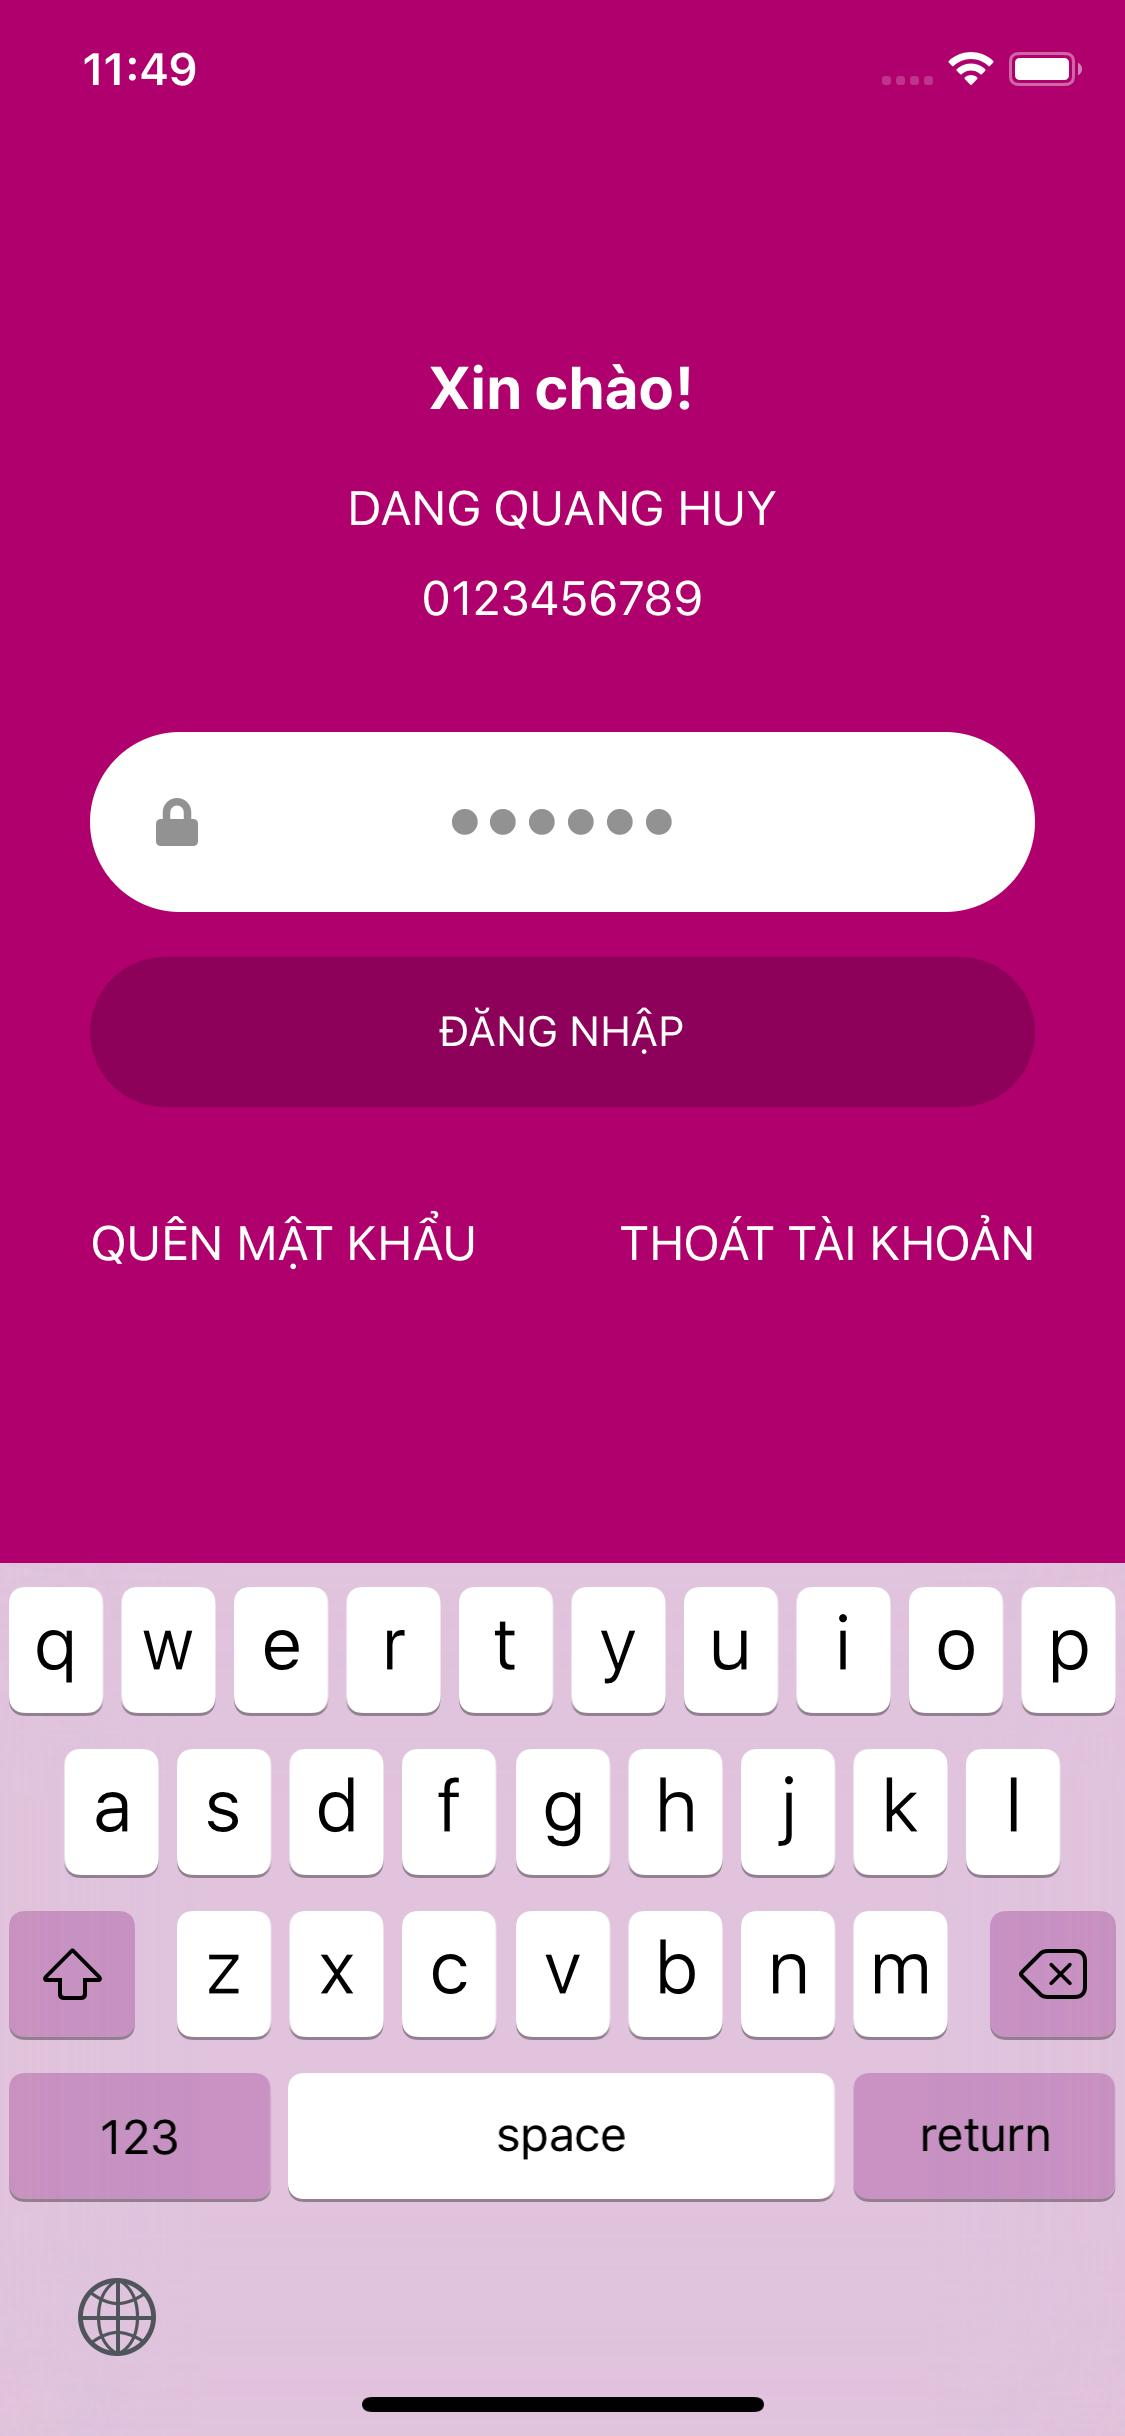 11:49
Xin chào!
DANG QUANG HUY
0123456789
ĐĂNG NHẬP
QUÊN MẬT KHẨU THOÁT TÀI KHOẢN
q w e r t y u i o p
a s d f g h j k l
z x c v b n m
123 space return